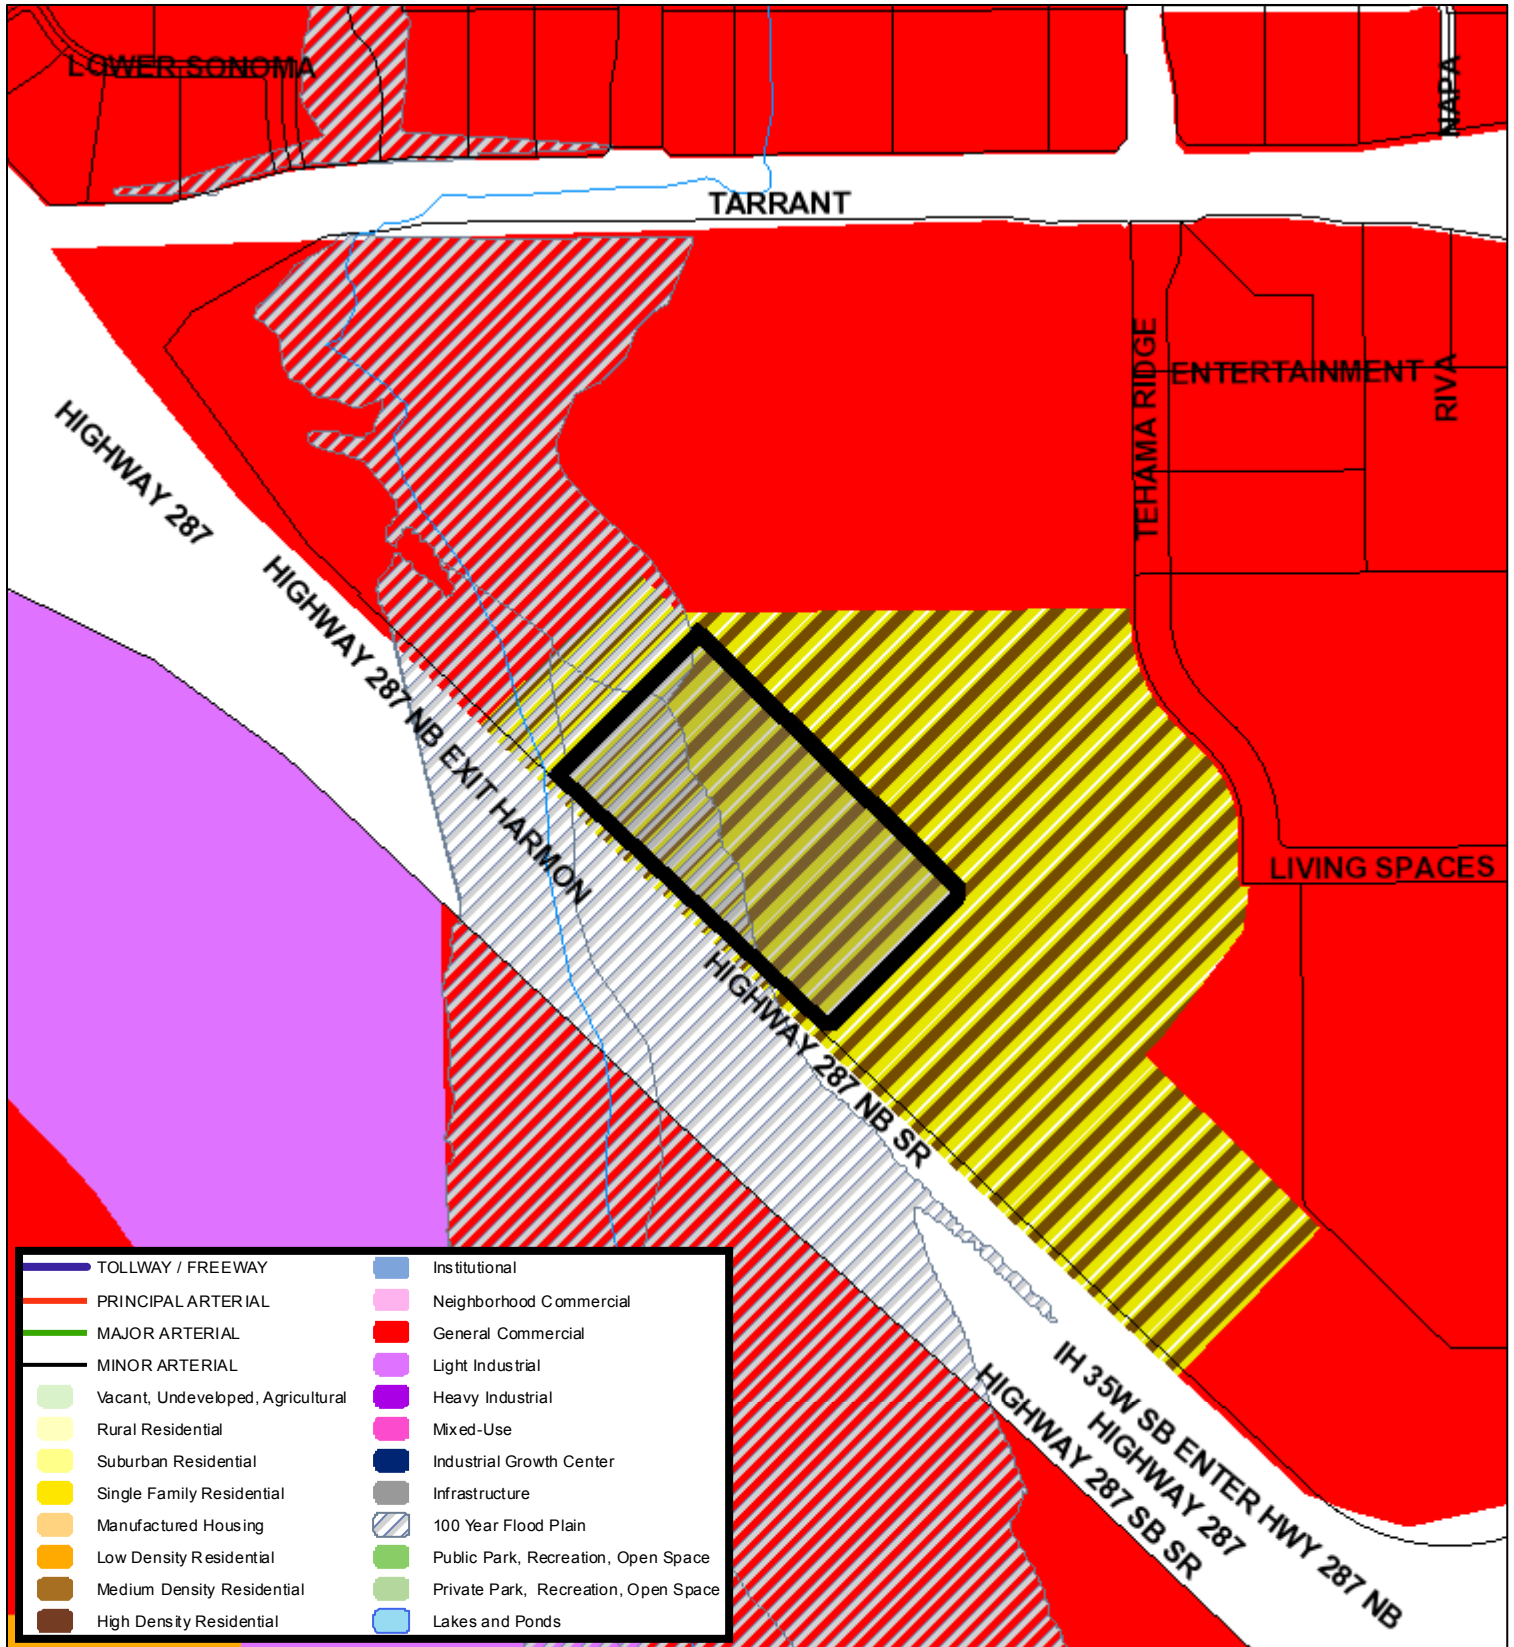 LOWER SONOMA
NAPA
TARRANT
TEHAMA RIDGE
ENTERTAINMENT
RIVA
HIGHWAY 287
HIGHWAY 287 NB EXIT HARMON
LIVING SPACES
HIGHWAY 287 NB SR
IH 35W SB ENTER HWY 287 NB
HIGHWAY 287
HIGHWAY 287 SB SR
TOLLWAY / FREEWAY
PRINCIPAL ARTERIAL
MAJOR ARTERIAL
MINOR ARTERIAL
Vacant, Undeveloped, Agricultural
Rural Residential
Suburban Residential
Single Family Residential
Manufactured Housing
Low Density Residential
Medium Density Residential
High Density Residential
Institutional
Neighborhood Commercial
General Commercial
Light Industrial
Heavy Industrial
Mixed-Use
Industrial Growth Center
Infrastructure
100 Year Flood Plain
Public Park, Recreation, Open Space
Private Park, Recreation, Open Space
Lakes and Ponds